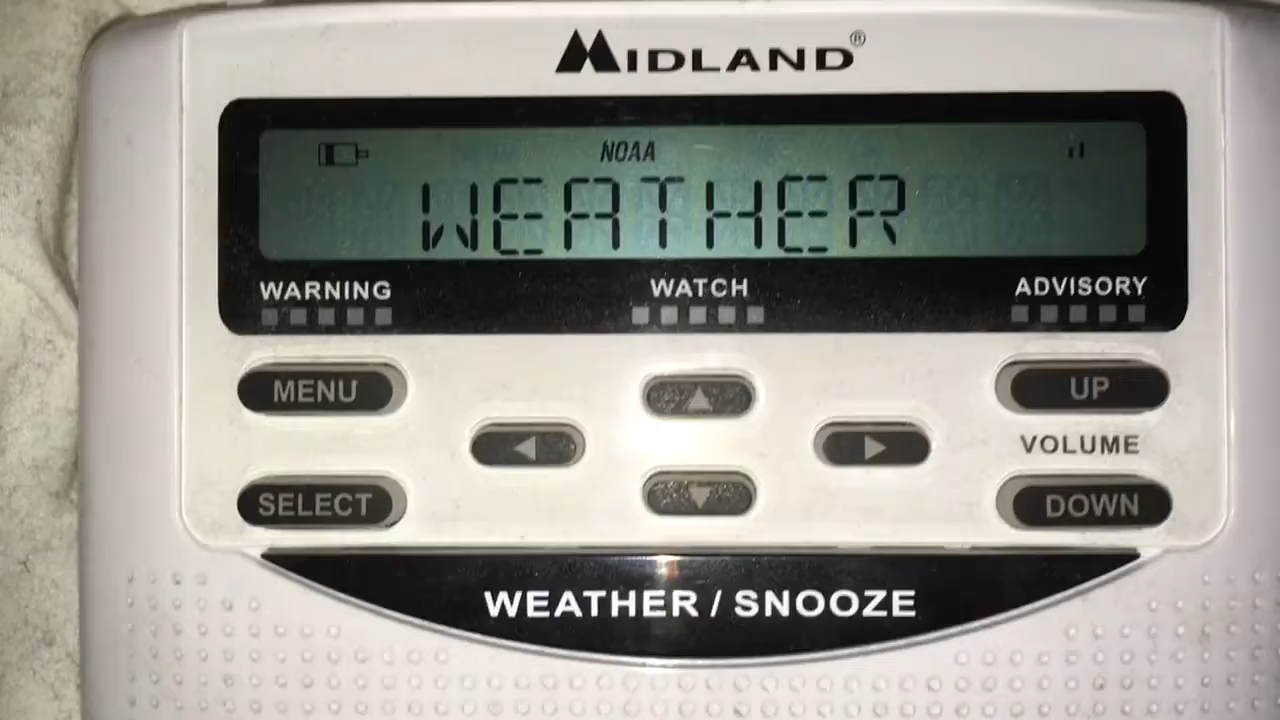 MIDLAND®
NOAA
WEATHER
WARNING WATCH ADVISORY
MENU UP
VOLUME
SELECT DOWN
WEATHER / SNOOZE